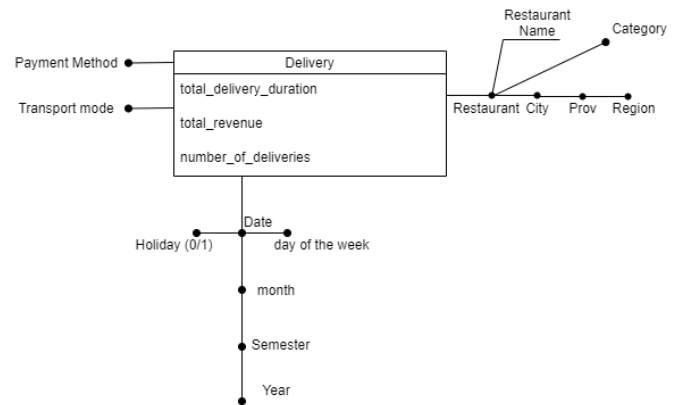 Restaurant
Name
Category
Payment Method
Delivery
total_delivery_duration
Transport mode
Restaurant
City
Prov
Region
total_revenue
number_of_deliveries
Date
Holiday (0/1)
day of the week
month
Semester
Year